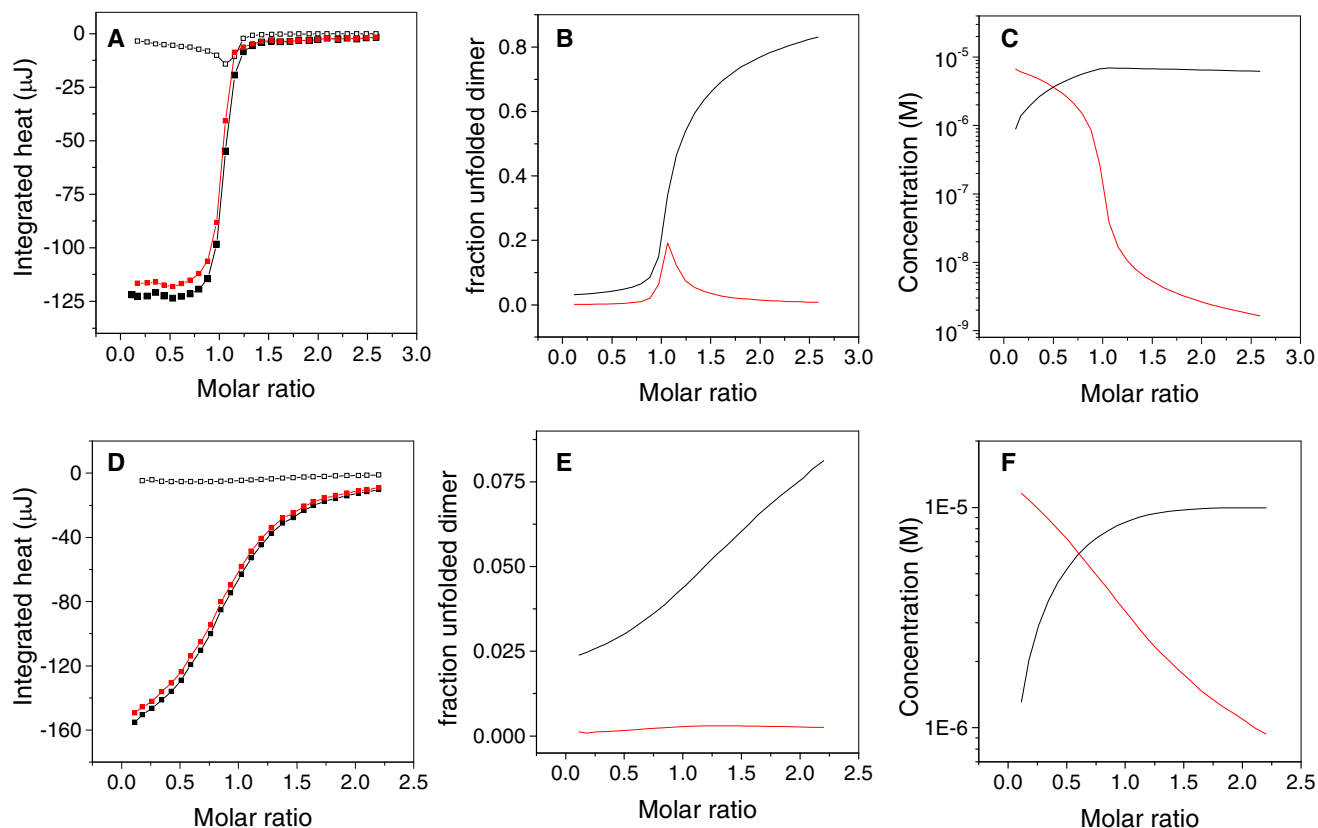 A
Integrated heat (μJ)
0
-25
-50
-75
-100
-125
0.0 0.5 1.0 1.5 2.0 2.5 3.0
Molar ratio
B
fraction unfolded dimer
0.8
0.6
0.4
0.2
0.0
0.0 0.5 1.0 1.5 2.0 2.5 3.0
Molar ratio
C
Concentration (M)
10⁻⁵
10⁻⁶
10⁻⁷
10⁻⁸
10⁻⁹
0.0 0.5 1.0 1.5 2.0 2.5 3.0
Molar ratio
D
Integrated heat (μJ)
0
-40
-80
-120
-160
0.0 0.5 1.0 1.5 2.0 2.5
Molar ratio
E
fraction unfolded dimer
0.075
0.050
0.025
0.000
0.0 0.5 1.0 1.5 2.0 2.5
Molar ratio
F
Concentration (M)
1E-5
1E-6
0.0 0.5 1.0 1.5 2.0 2.5
Molar ratio